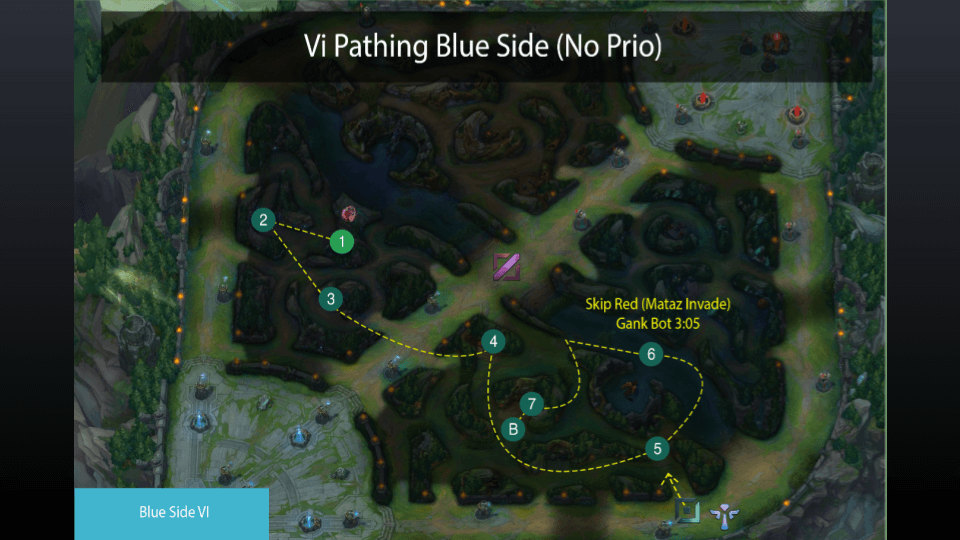 Vi Pathing Blue Side (No Prio)
2
1
3
Skip Red (Mataz Invade)
Gank Bot 3:05
4
6
7
B
5
Blue Side VI